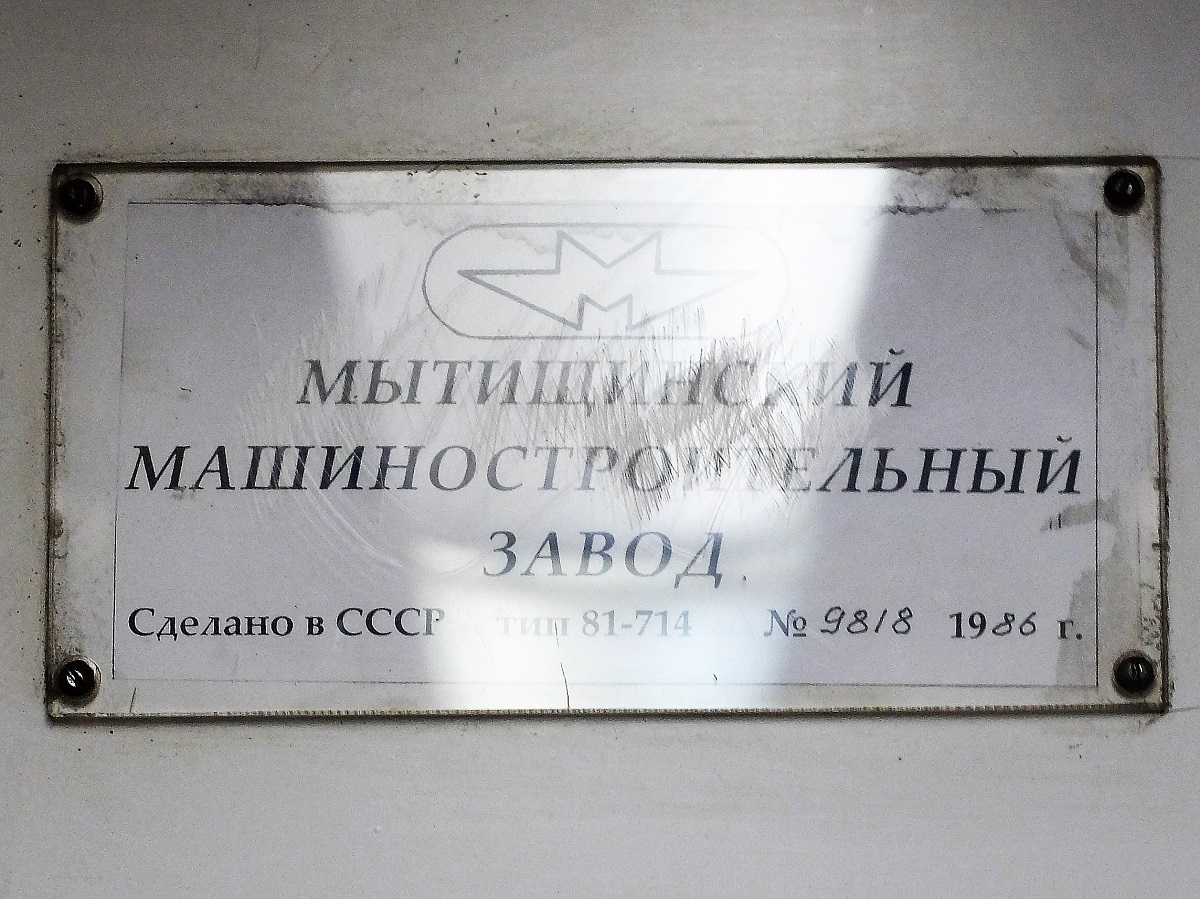 МЫТИЩИНСКИЙ
МАШИНОСТРОИТЕЛЬНЫЙ
ЗАВОД
Сделано в СССР тип 81-714 № 9818 1986 г.